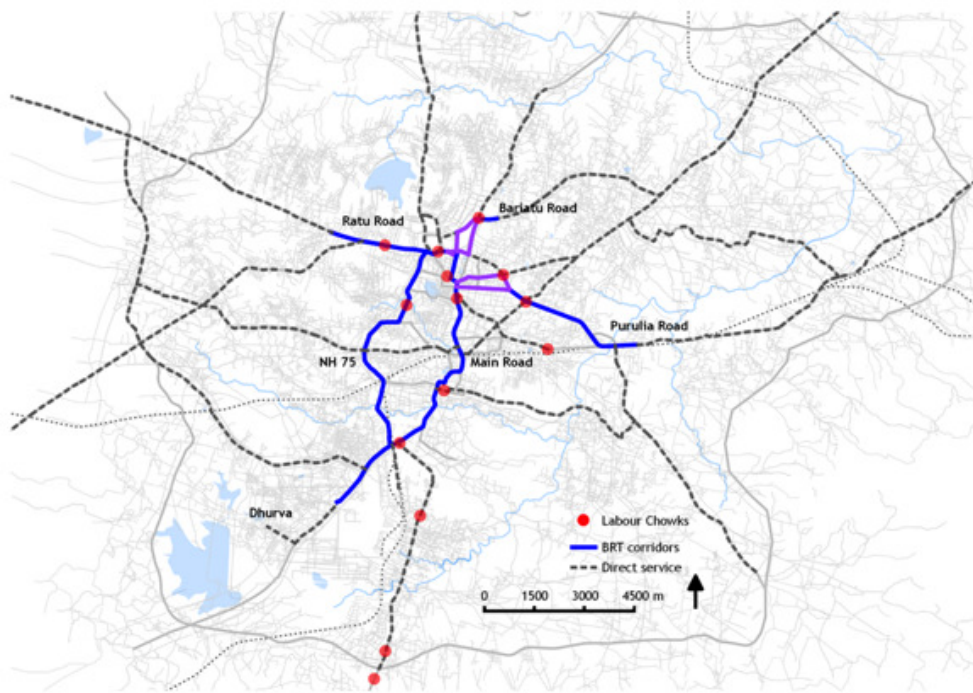 Bariatu Road
Ratu Road
Purulia Road
NH 75
Main Road
Dhurva
Labour Chowks
BRT corridors
Direct service
0 1500 3000 4500 m